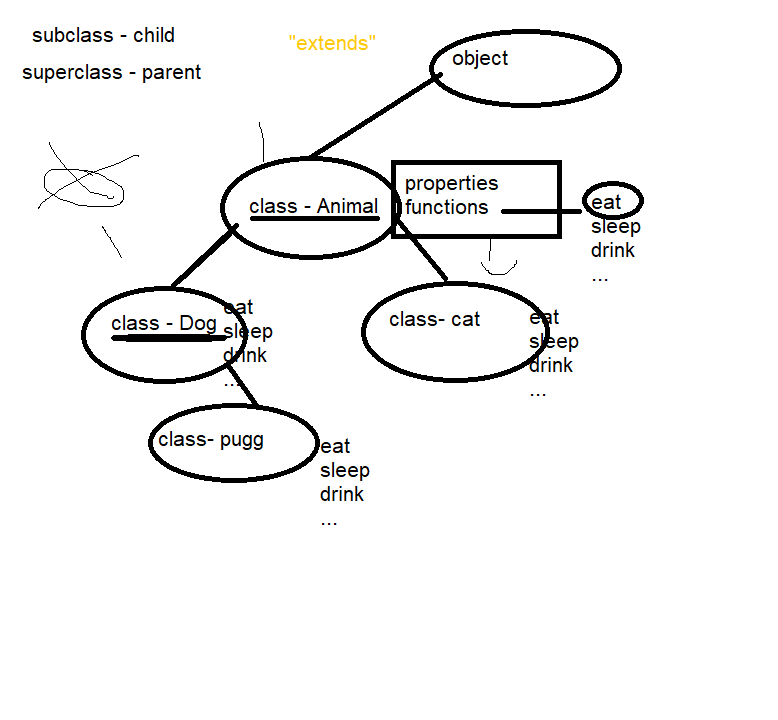 subclass - child
superclass - parent
"extends"
object
class - Animal
properties
functions
eat
sleep
drink
...
class - Dog
eat
sleep
drink
...
class- cat
eat
sleep
drink
...
class- pugg
eat
sleep
drink
...